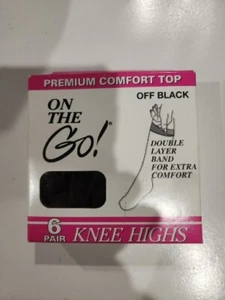 PREMIUM COMFORT TOP
OFF BLACK
ON
THE
Go!
DOUBLE
LAYER
BAND
FOR EXTRA
COMFORT
6
PAIR
KNEE HIGHS